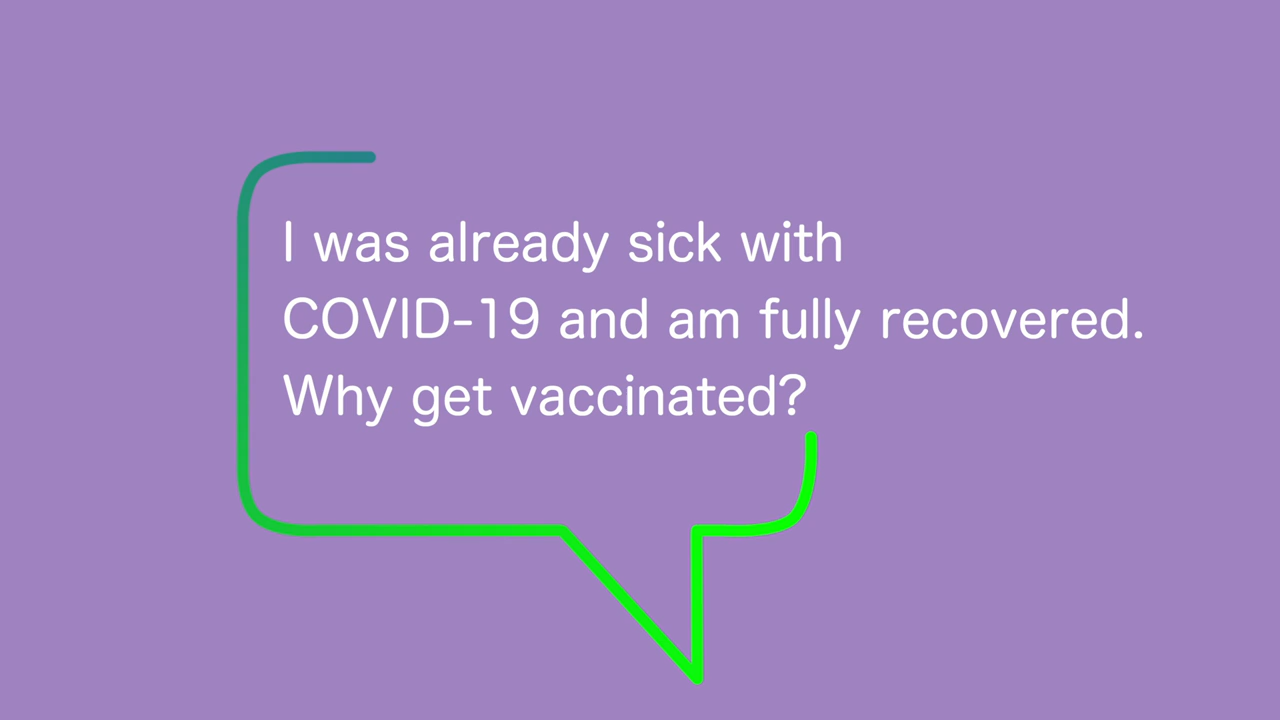 I was already sick with
COVID-19 and am fully recovered.
Why get vaccinated?